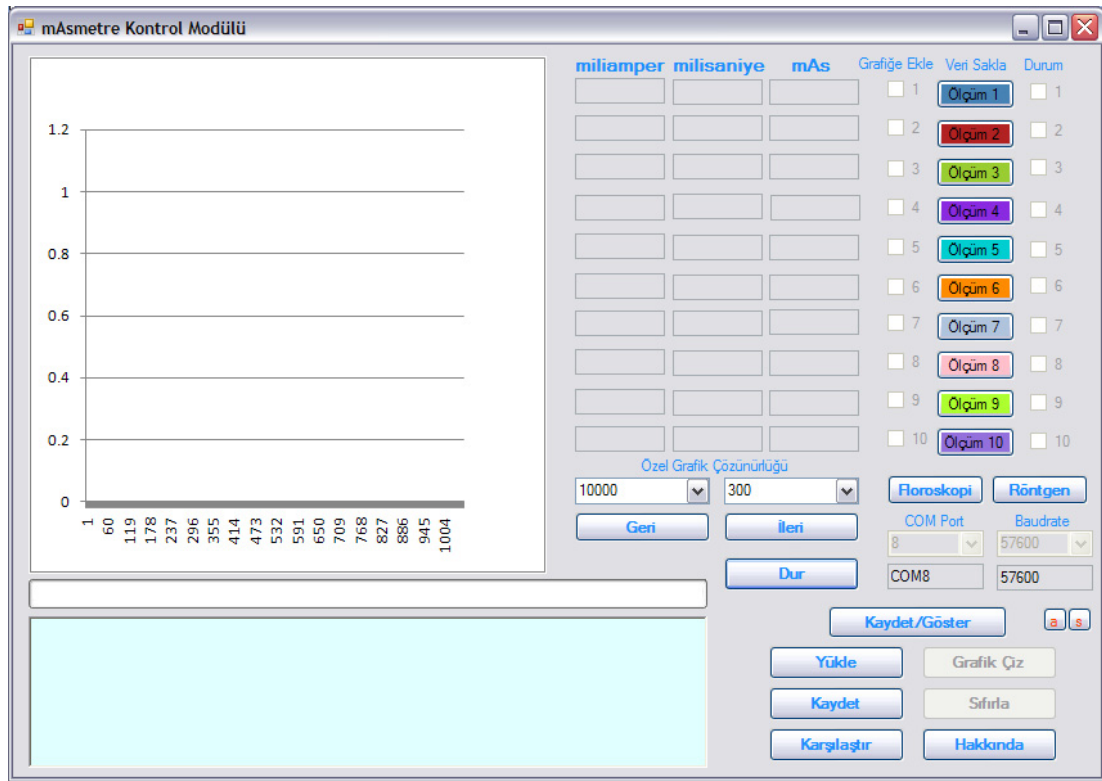 mAsmetre Kontrol Modülü
miliamper milisaniye mAs Grafiğe Ekle Veri Sakla Durum
1 Ölçüm 1 1
2 Ölçüm 2 2
3 Ölçüm 3 3
4 Ölçüm 4 4
5 Ölçüm 5 5
6 Ölçüm 6 6
7 Ölçüm 7 7
8 Ölçüm 8 8
9 Ölçüm 9 9
10 Ölçüm 10 10
1.2
1
0.8
0.6
0.4
0.2
0
1 60 119 178 237 296 355 414 473 532 591 650 709 768 827 886 945 1004
Özel Grafik Çözünürlüğü
10000 300
Geri İleri
Dur
Floroskopi Röntgen
COM Port Baudrate
8 57600
COM8 57600
Kaydet/Göster a s
Yükle Grafik Çiz
Kaydet Sıfırla
Karşılaştır Hakkında